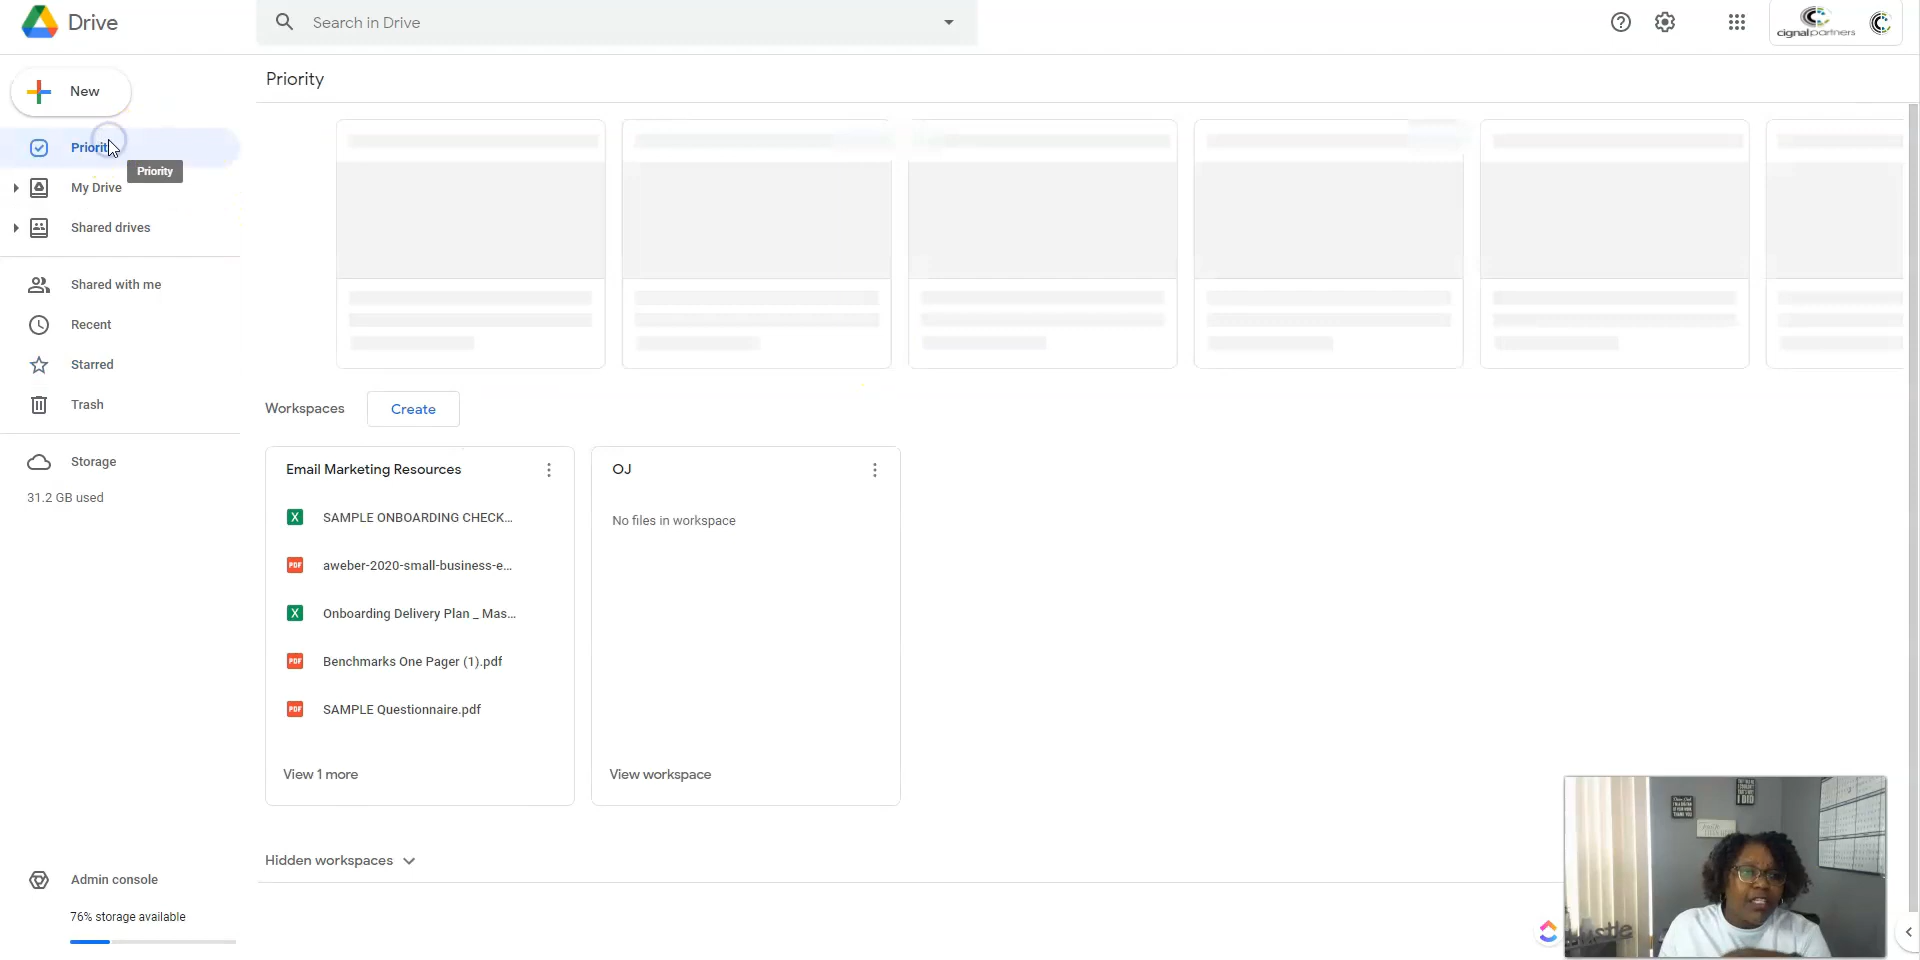 Drive
Search in Drive
cignalpartners
New
Priority
Priority
Priority
My Drive
Shared drives
Shared with me
Recent
Starred
Trash
Storage
31.2 GB used
Workspaces
Create
Email Marketing Resources
OJ
X SAMPLE ONBOARDING CHECK...
No files in workspace
PDF aweber-2020-small-business-e...
X Onboarding Delivery Plan _ Mas...
PDF Benchmarks One Pager (1).pdf
PDF SAMPLE Questionnaire.pdf
View 1 more
View workspace
Hidden workspaces
Admin console
76% storage available